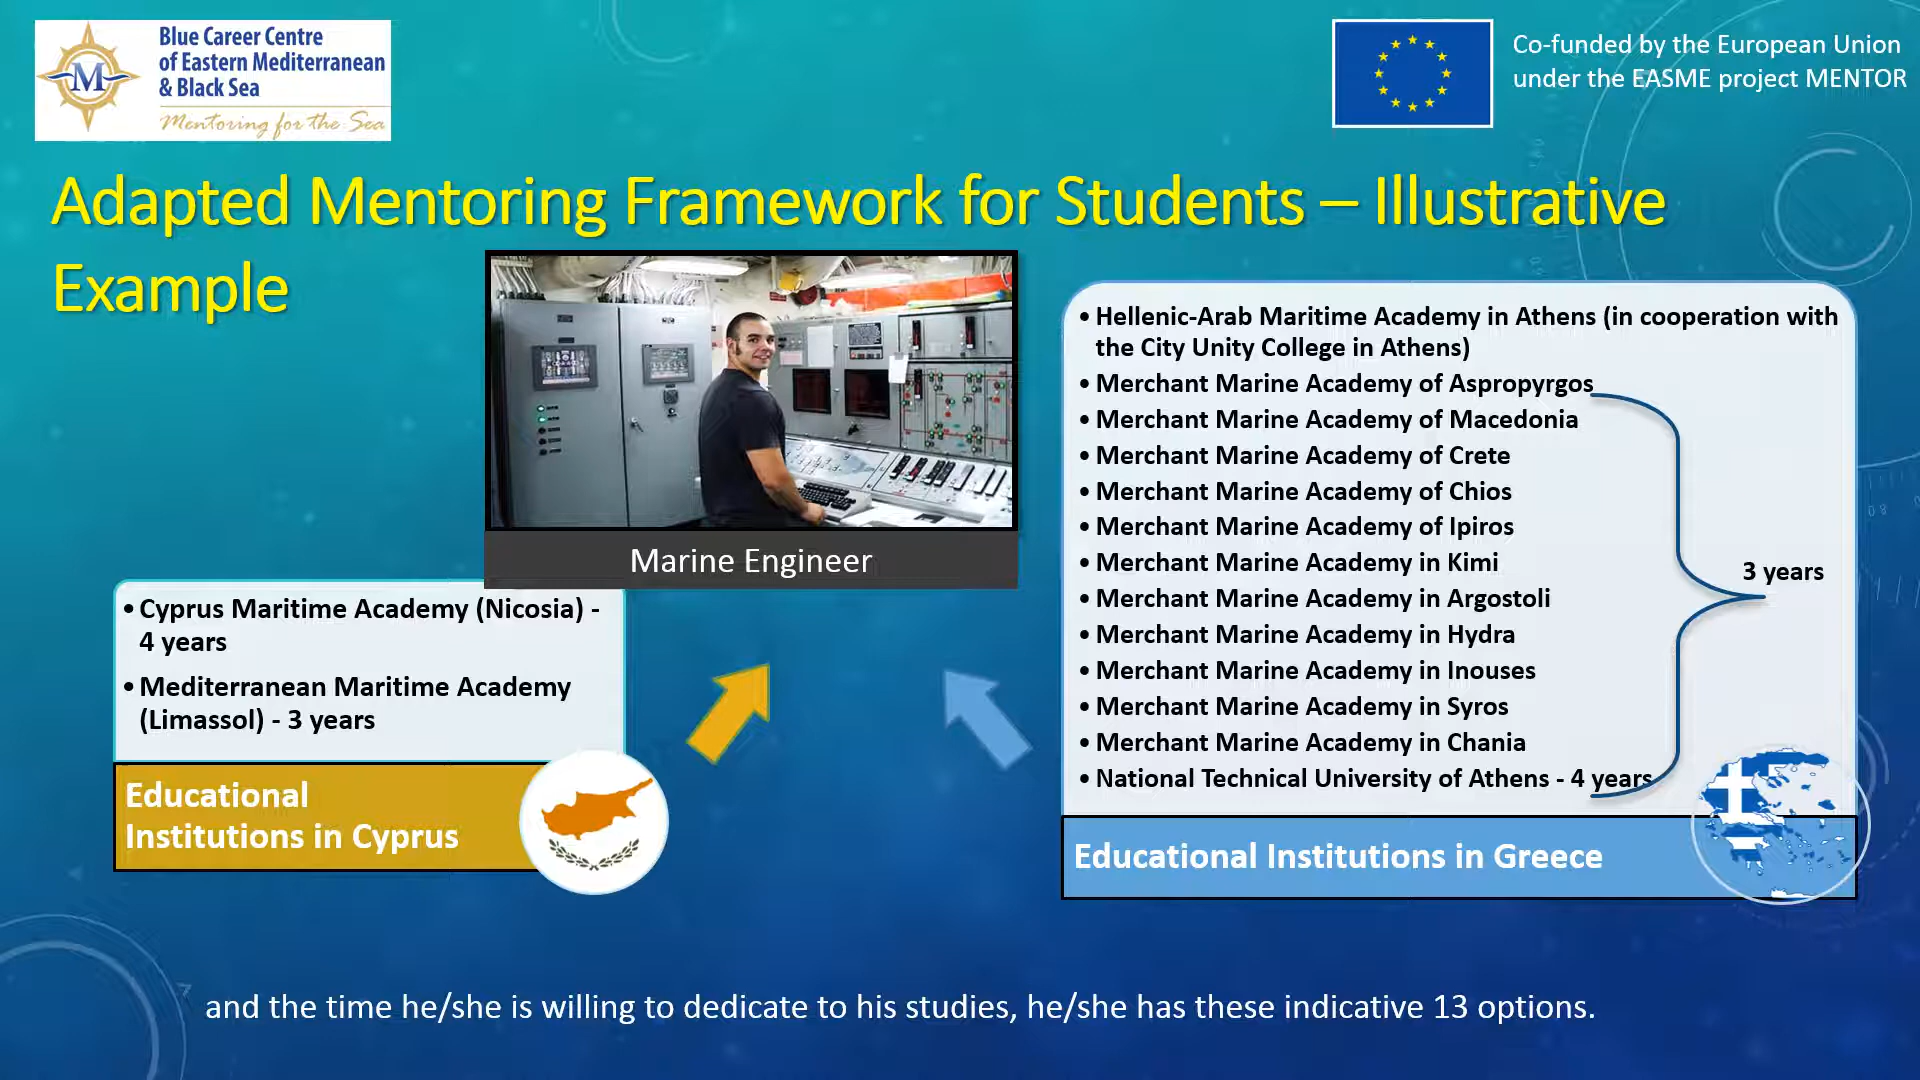 Blue Career Centre
of Eastern Mediterranean
& Black Sea
Mentoring for the Sea
M
Co-funded by the European Union
under the EASME project MENTOR
Adapted Mentoring Framework for Students – Illustrative
Example
Marine Engineer
• Cyprus Maritime Academy (Nicosia) -
4 years
• Mediterranean Maritime Academy
(Limassol) - 3 years
Educational
Institutions in Cyprus
• Hellenic-Arab Maritime Academy in Athens (in cooperation with
the City Unity College in Athens)
• Merchant Marine Academy of Aspropyrgos
• Merchant Marine Academy of Macedonia
• Merchant Marine Academy of Crete
• Merchant Marine Academy of Chios
• Merchant Marine Academy of Ipiros
• Merchant Marine Academy in Kimi
• Merchant Marine Academy in Argostoli
• Merchant Marine Academy in Hydra
• Merchant Marine Academy in Inouses
• Merchant Marine Academy in Syros
• Merchant Marine Academy in Chania
• National Technical University of Athens - 4 years
3 years
Educational Institutions in Greece
and the time he/she is willing to dedicate to his studies, he/she has these indicative 13 options.